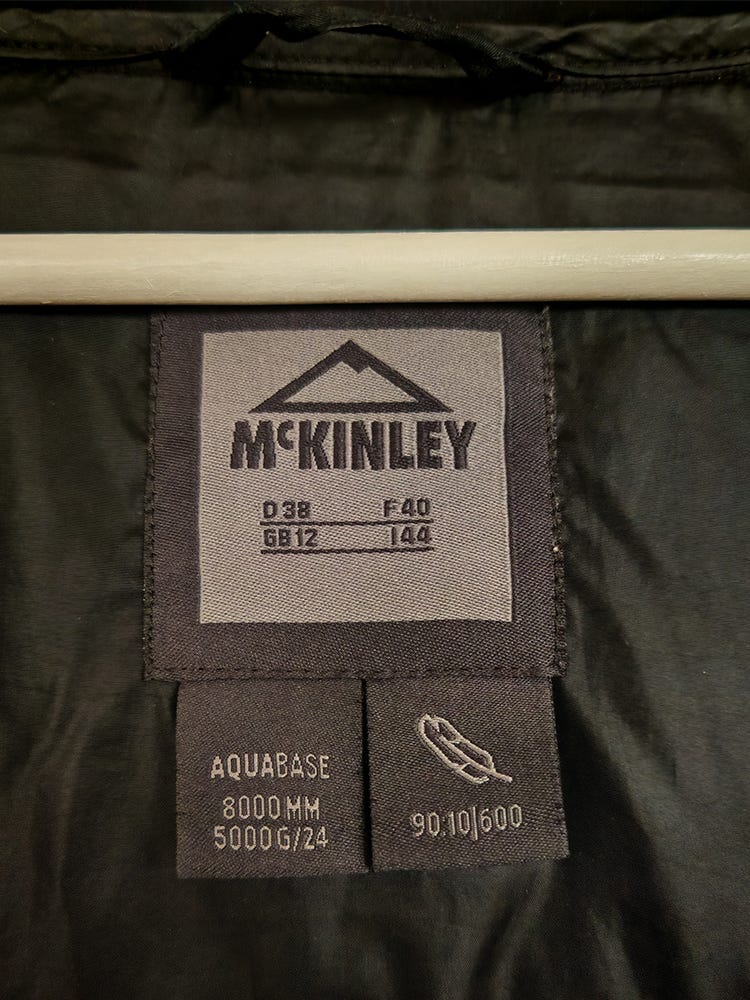 McKINLEY
D 38 F 40
GB 12 I 44
AQUABASE
8000 MM
5000 G/24
90:10/600